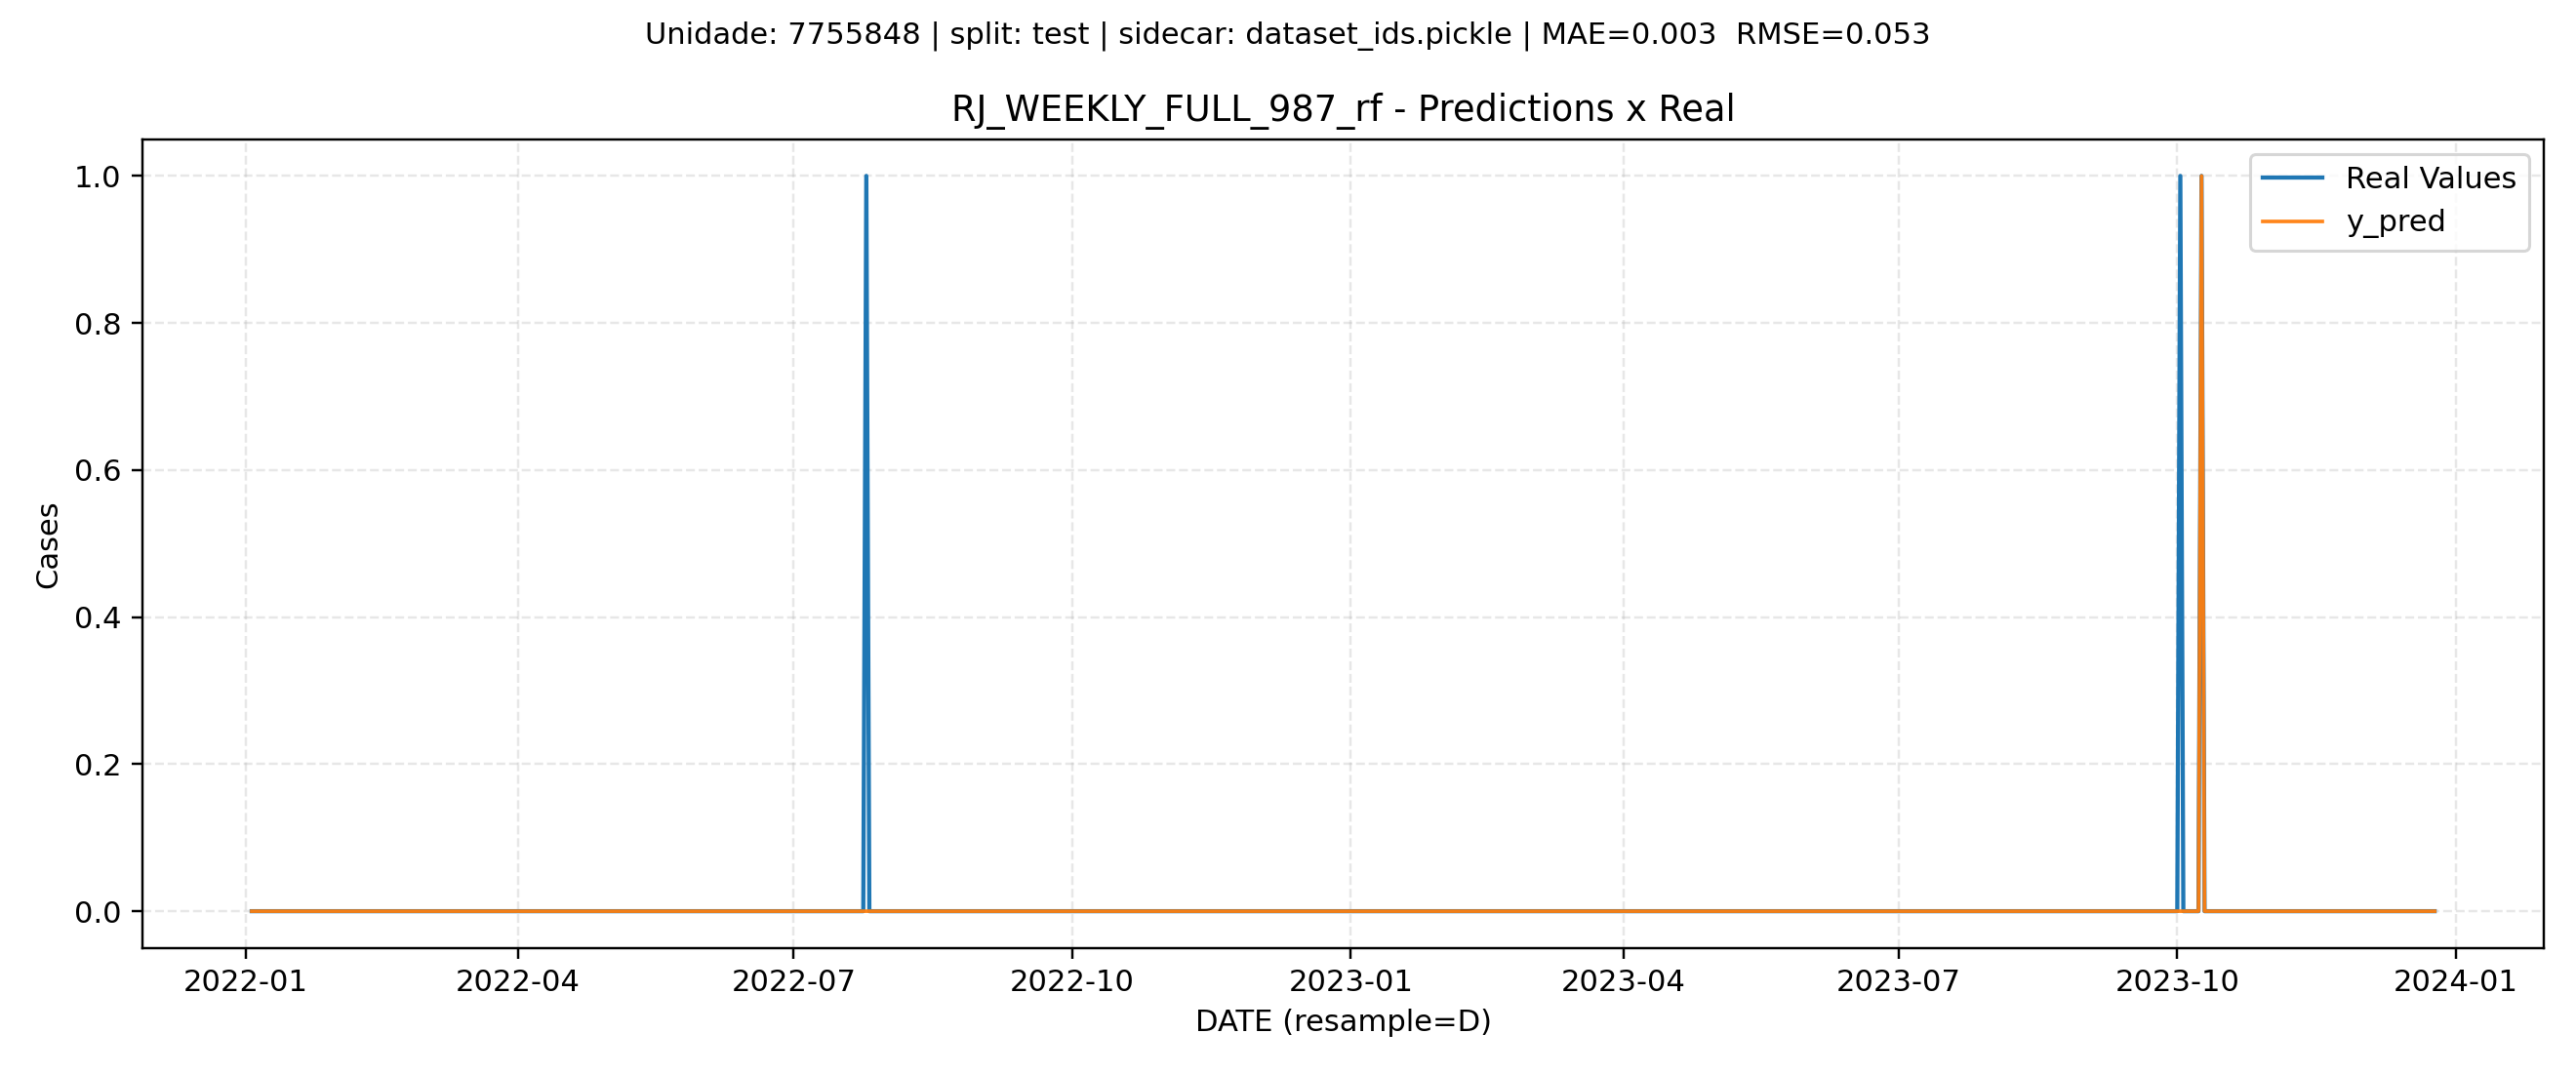 Unidade: 7755848 | split: test | sidecar: dataset_ids.pickle | MAE=0.003  RMSE=0.053
RJ_WEEKLY_FULL_987_rf - Predictions x Real
Real Values
y_pred
1.0
0.8
0.6
0.4
0.2
0.0
Cases
2022-01 2022-04 2022-07 2022-10 2023-01 2023-04 2023-07 2023-10 2024-01
DATE (resample=D)